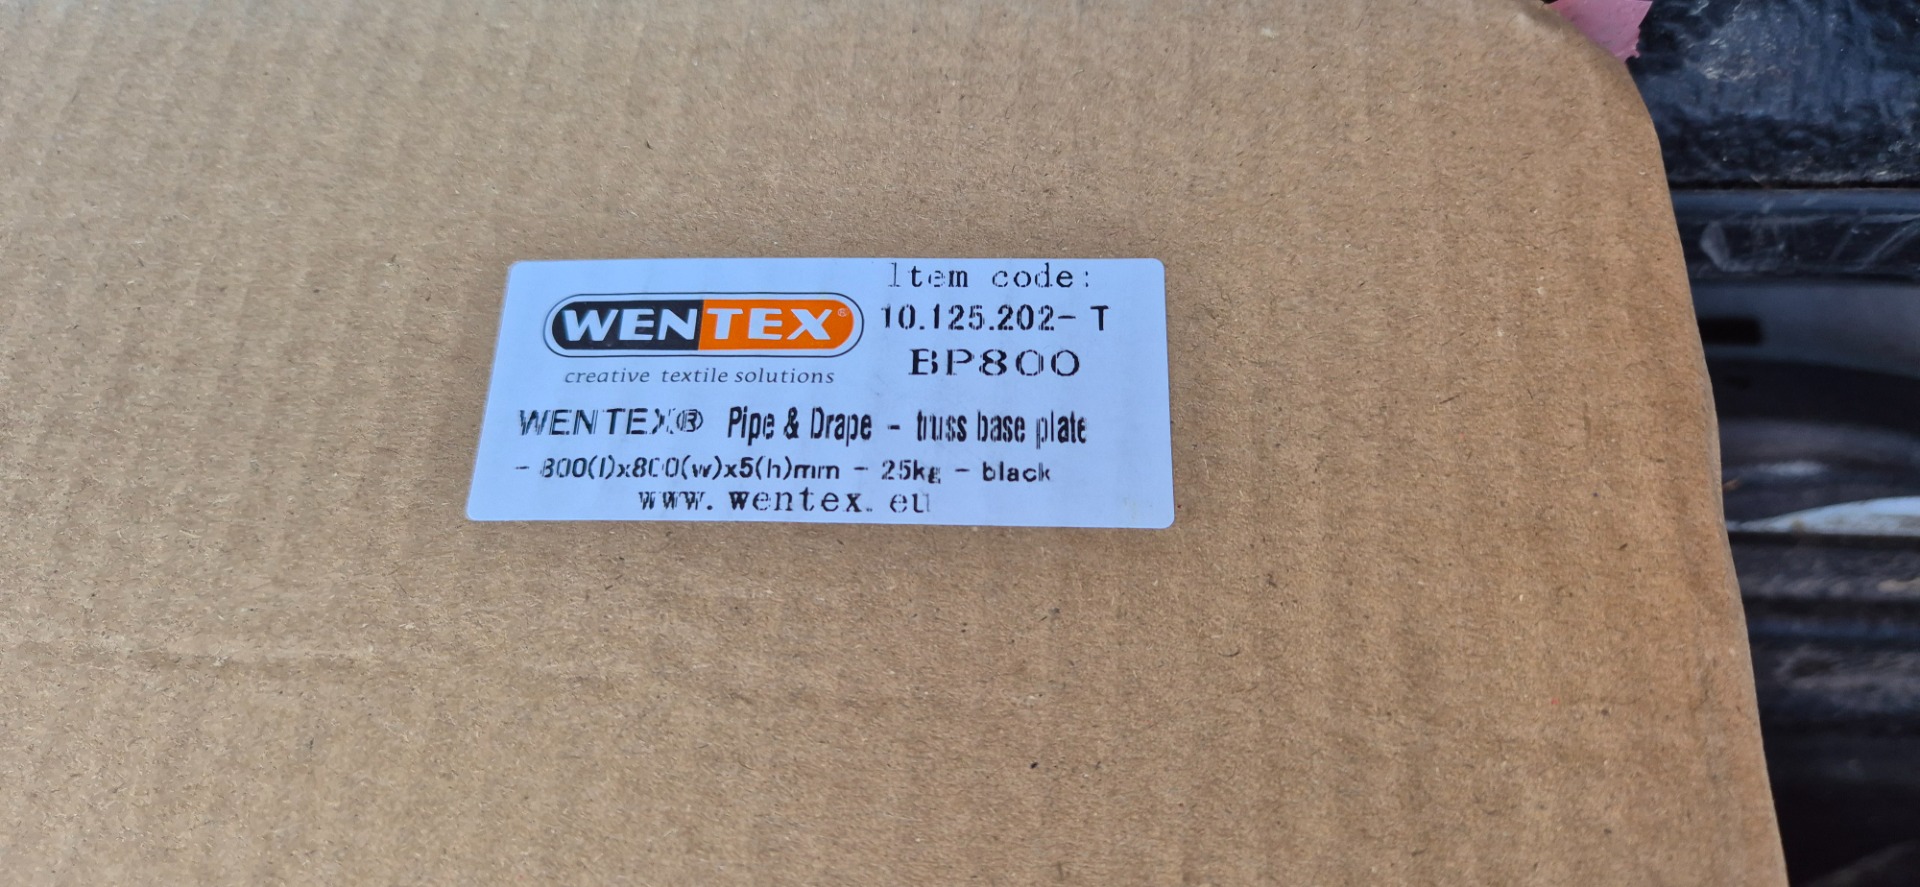 Item code:
WENTEX®
10.125.202- T
creative textile solutions
BP800
WENTEX® Pipe & Drape - truss base plate
- 800(l)x800(w)x5(h)mm - 25kg - black
www.wentex.eu